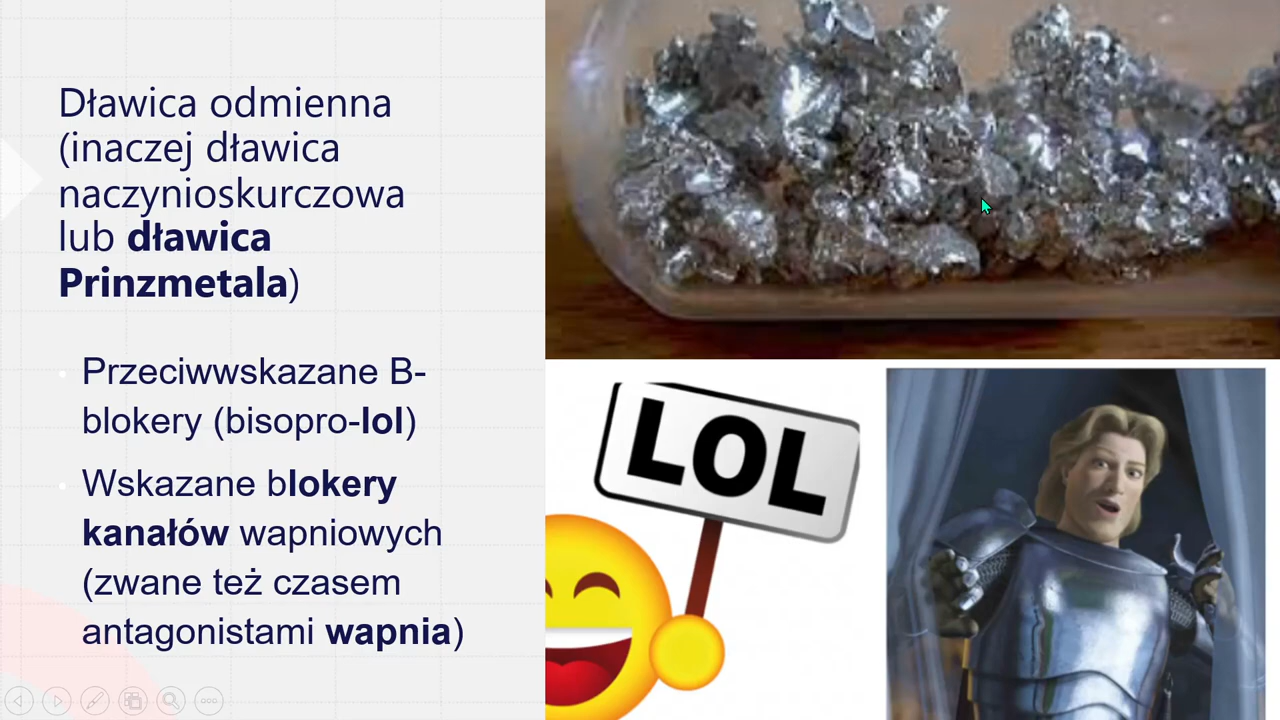 Dławica odmienna
(inaczej dławica
naczynioskurczowa
lub dławica
Prinzmetala)
Przeciwwskazane B-
blokery (bisopro-lol)
Wskazane blokery
kanałów wapniowych
(zwane też czasem
antagonistami wapnia)
LOL